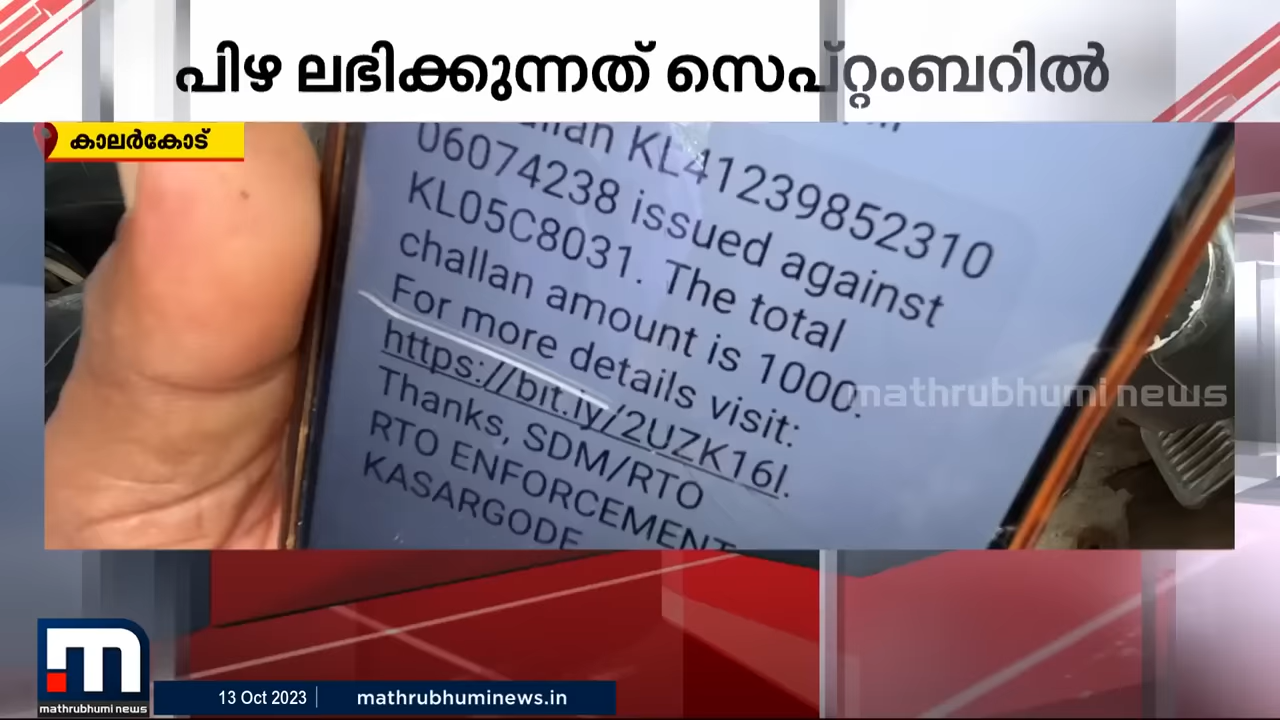 പിഴ ലഭിക്കുന്നത് സെപ്റ്റംബറിൽ
കാലർകോട്
KL41239852310
06074238 issued against
KL05C8031. The total
challan amount is 1000.
For more details visit:
https://bit.ly/2UZK16l.
Thanks, SDM/RTO
RTO ENFORCEMENT
KASARGODE
mathrubhumi news
mathrubhumi news
13 Oct 2023
mathrubhuminews.in